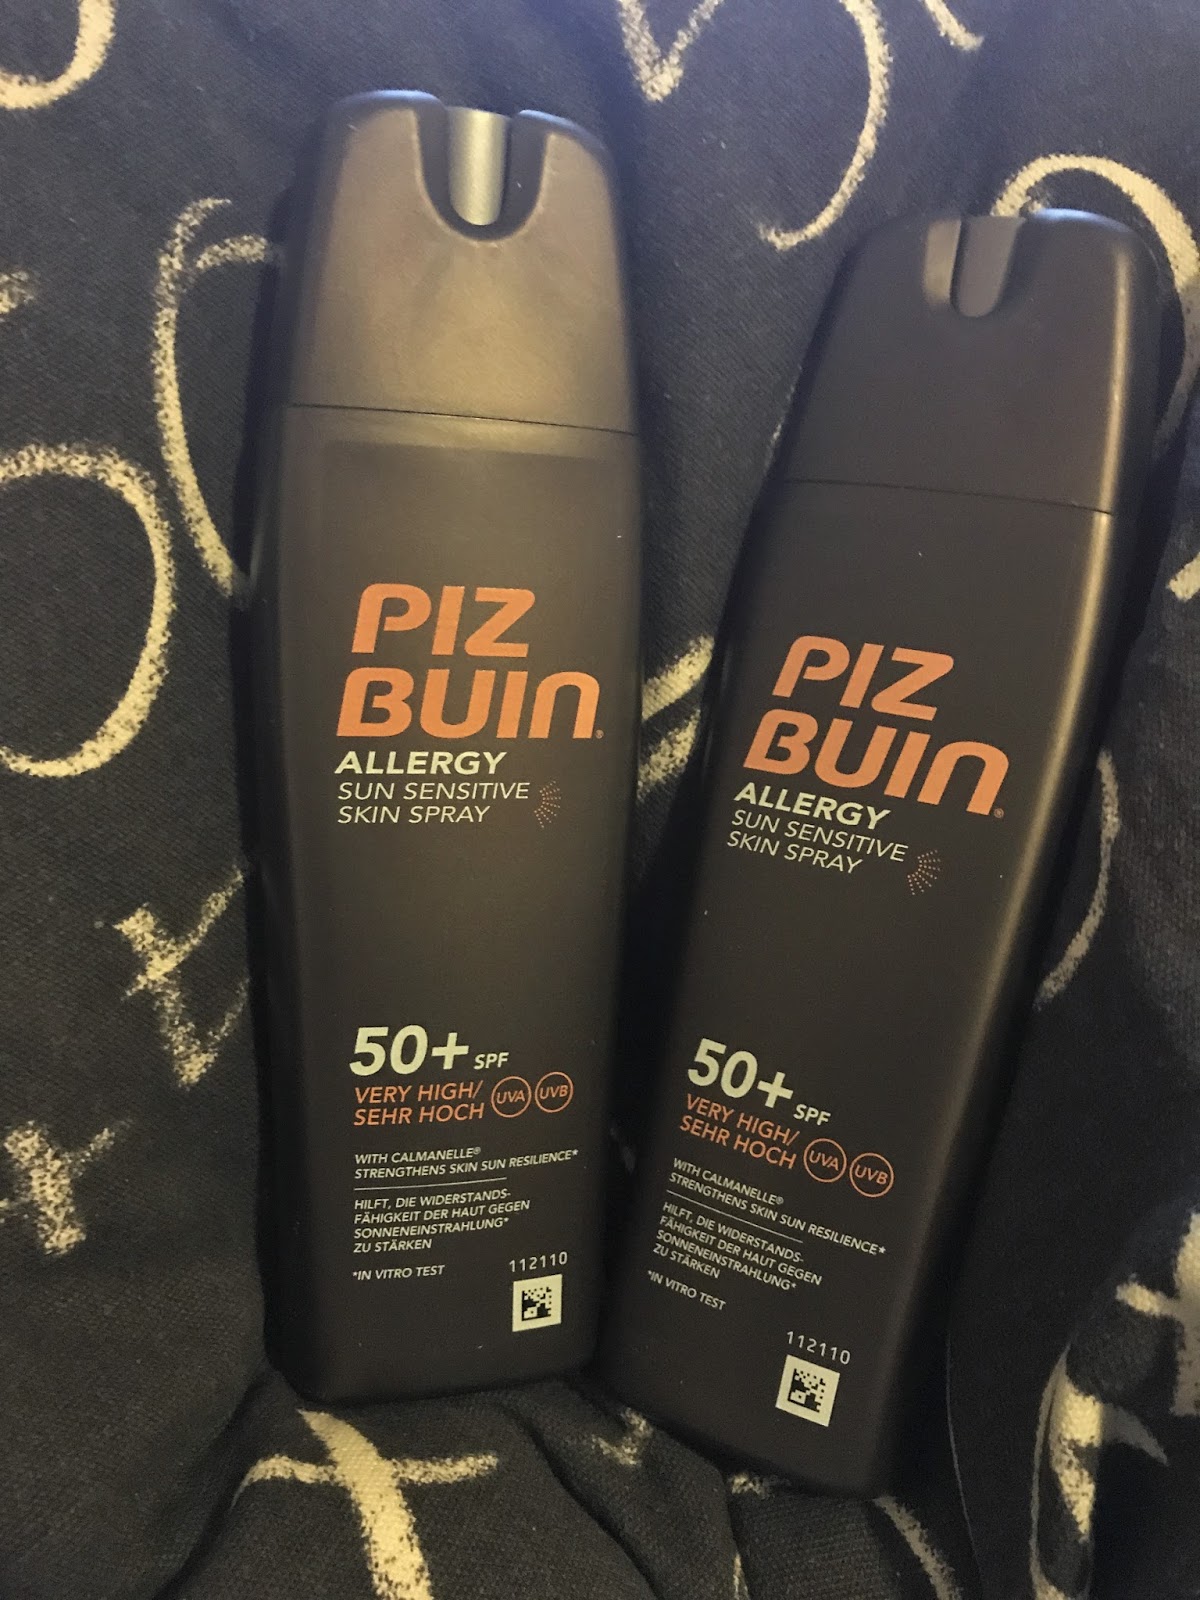 PIZ
BUIN®
ALLERGY
SUN SENSITIVE
SKIN SPRAY
50+ SPF
VERY HIGH/
SEHR HOCH UVA UVB
WITH CALMANELLE®
STRENGTHENS SKIN SUN RESILIENCE*
HILFT, DIE WIDERSTANDS-
FÄHIGKEIT DER HAUT GEGEN
SONNENEINSTRAHLUNG*
ZU STÄRKEN
*IN VITRO TEST
112110
PIZ
BUIN®
ALLERGY
SUN SENSITIVE
SKIN SPRAY
50+ SPF
VERY HIGH/
SEHR HOCH UVA UVB
WITH CALMANELLE®
STRENGTHENS SKIN SUN RESILIENCE*
HILFT, DIE WIDERSTANDS-
FÄHIGKEIT DER HAUT GEGEN
SONNENEINSTRAHLUNG*
ZU STÄRKEN
*IN VITRO TEST
112110